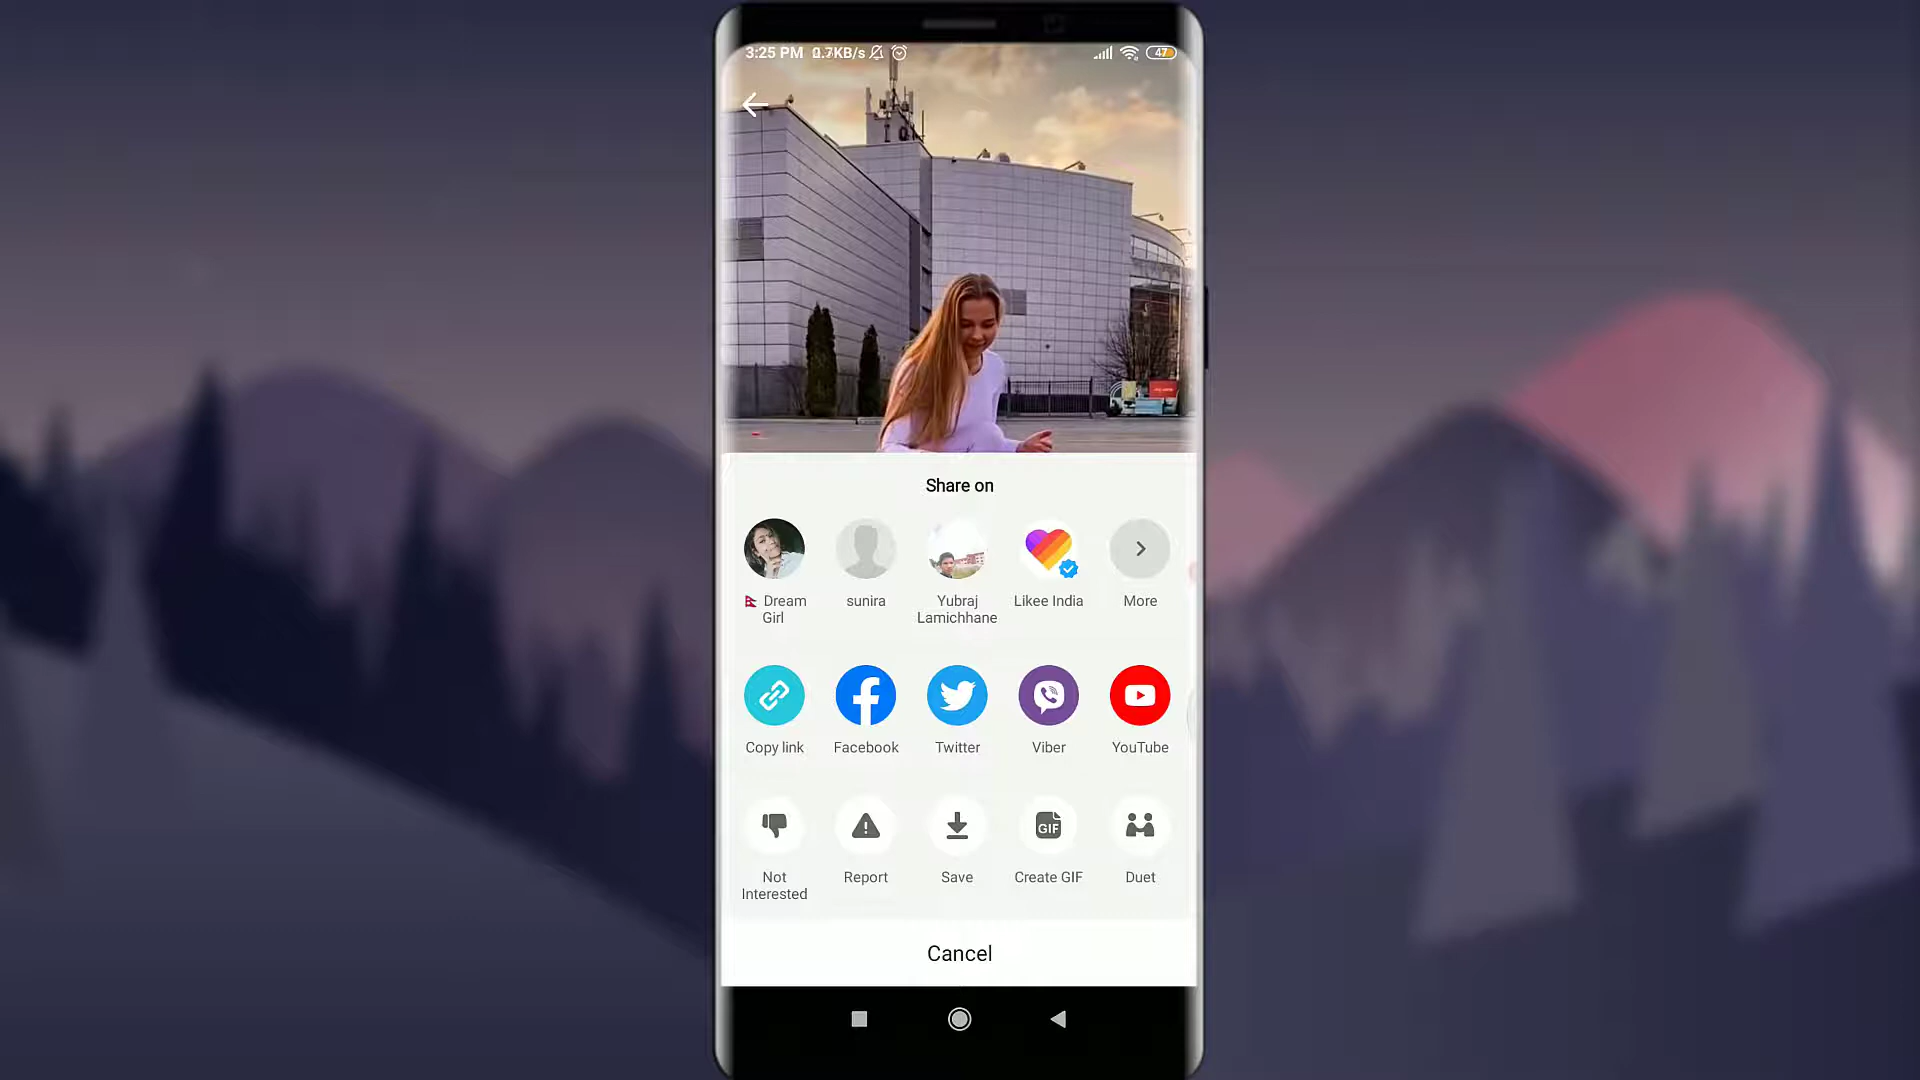 3:25 PM 0.7KB/s
47
Share on
Dream Girl
sunira
Yubraj Lamichhane
Likee India
More
Copy link
Facebook
Twitter
Viber
YouTube
GIF
Not Interested
Report
Save
Create GIF
Duet
Cancel